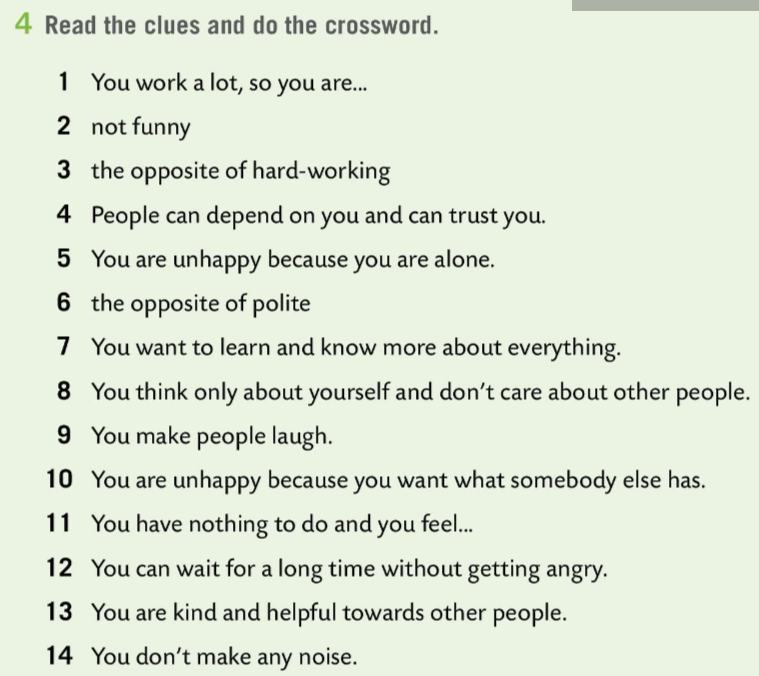 4 Read the clues and do the crossword.
1 You work a lot, so you are...
2 not funny
3 the opposite of hard-working
4 People can depend on you and can trust you.
5 You are unhappy because you are alone.
6 the opposite of polite
7 You want to learn and know more about everything.
8 You think only about yourself and don't care about other people.
9 You make people laugh.
10 You are unhappy because you want what somebody else has.
11 You have nothing to do and you feel...
12 You can wait for a long time without getting angry.
13 You are kind and helpful towards other people.
14 You don't make any noise.